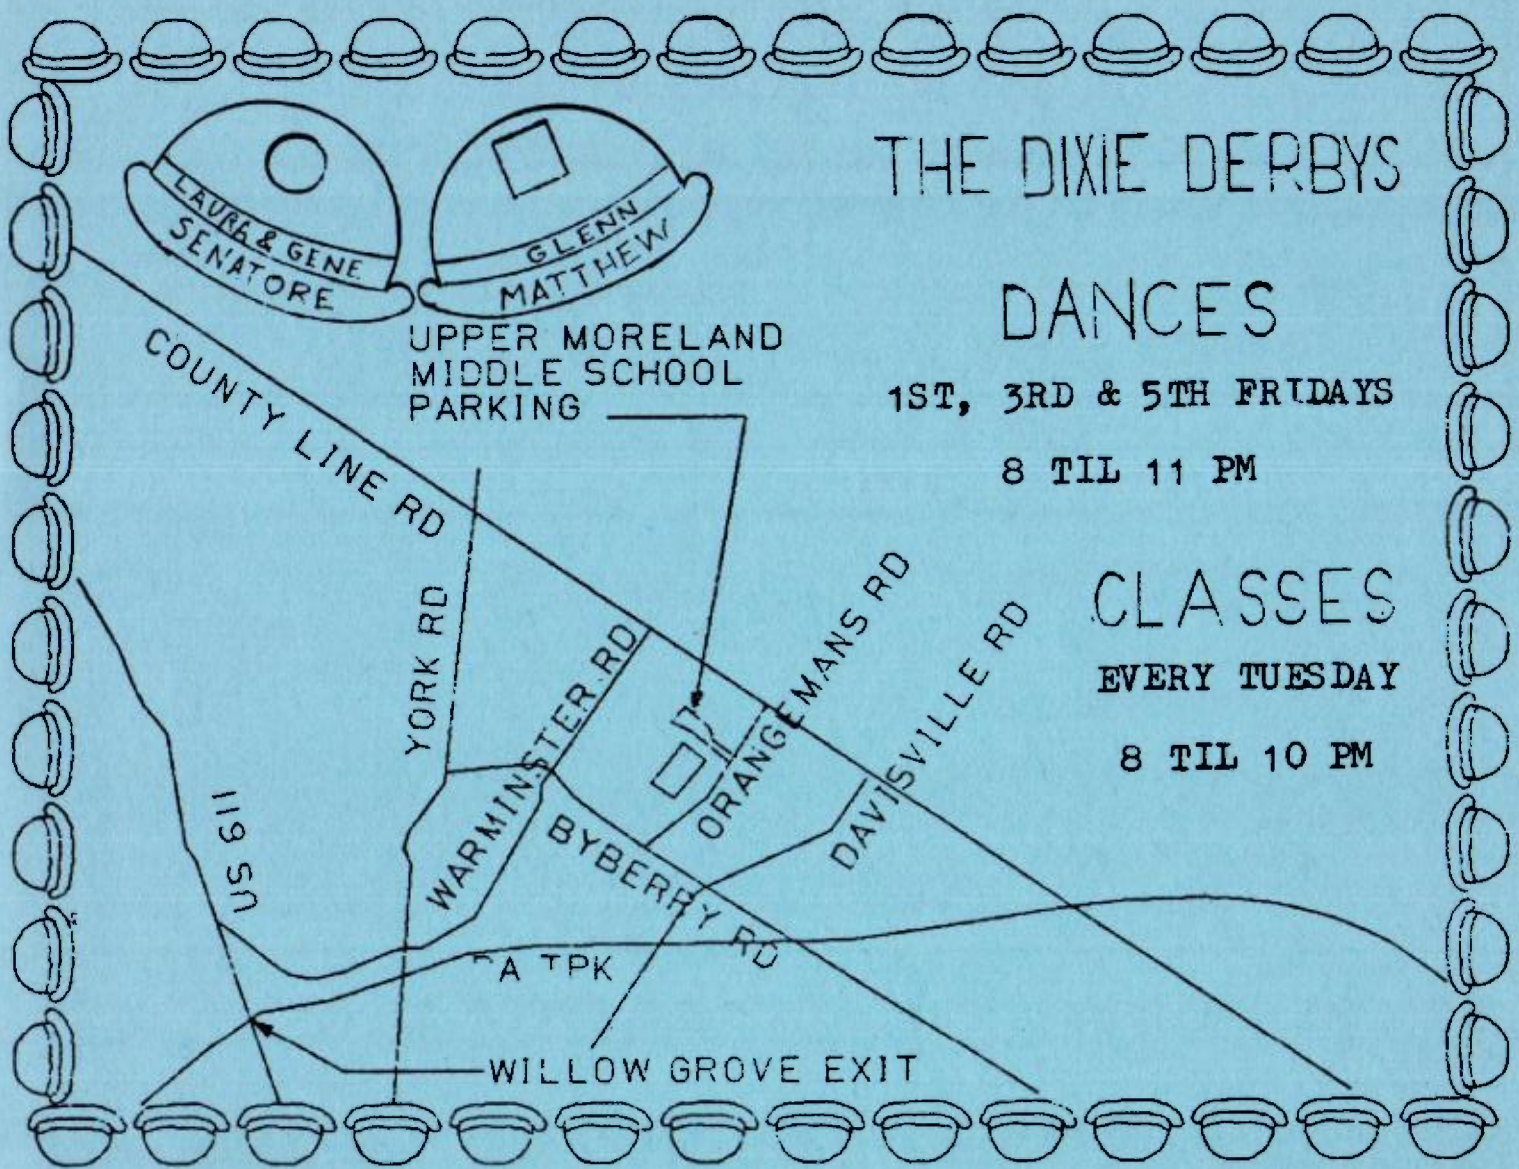 LAURA & GENE
SENATORE
GLENN
MATTHEW
THE DIXIE DERBYS
DANCES
1ST, 3RD & 5TH FRIDAYS
8 TIL 11 PM
CLASSES
EVERY TUESDAY
8 TIL 10 PM
UPPER MORELAND
MIDDLE SCHOOL
PARKING
COUNTY LINE RD
YORK RD
WARMINSTER RD
ORANGEMANS RD
DAVISVILLE RD
BYBERRY RD
US 611
PA TPK
WILLOW GROVE EXIT